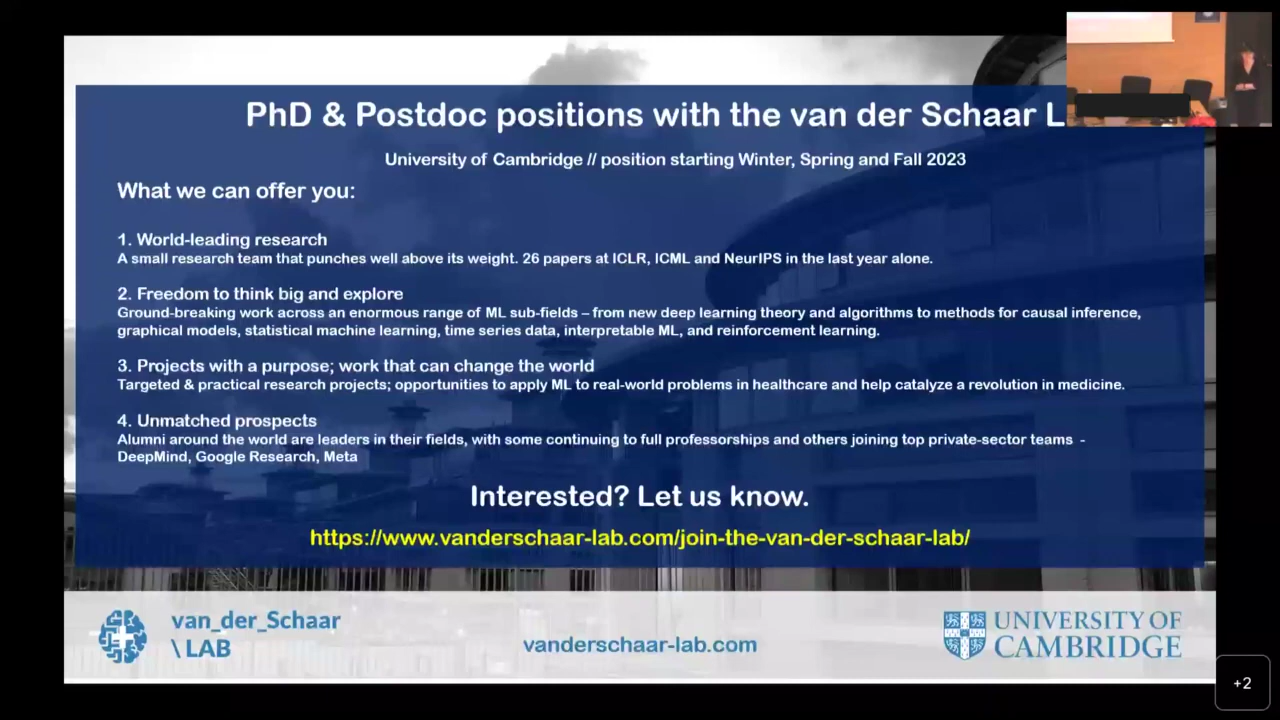 PhD & Postdoc positions with the van der Schaar L
University of Cambridge // position starting Winter, Spring and Fall 2023
What we can offer you:
1. World-leading research
A small research team that punches well above its weight. 26 papers at ICLR, ICML and NeurIPS in the last year alone.
2. Freedom to think big and explore
Ground-breaking work across an enormous range of ML sub-fields – from new deep learning theory and algorithms to methods for causal inference,
graphical models, statistical machine learning, time series data, interpretable ML, and reinforcement learning.
3. Projects with a purpose; work that can change the world
Targeted & practical research projects; opportunities to apply ML to real-world problems in healthcare and help catalyze a revolution in medicine.
4. Unmatched prospects
Alumni around the world are leaders in their fields, with some continuing to full professorships and others joining top private-sector teams -
DeepMind, Google Research, Meta
Interested? Let us know.
https://www.vanderschaar-lab.com/join-the-van-der-schaar-lab/
van_der_Schaar
\ LAB
vanderschaar-lab.com
UNIVERSITY OF
CAMBRIDGE
+2